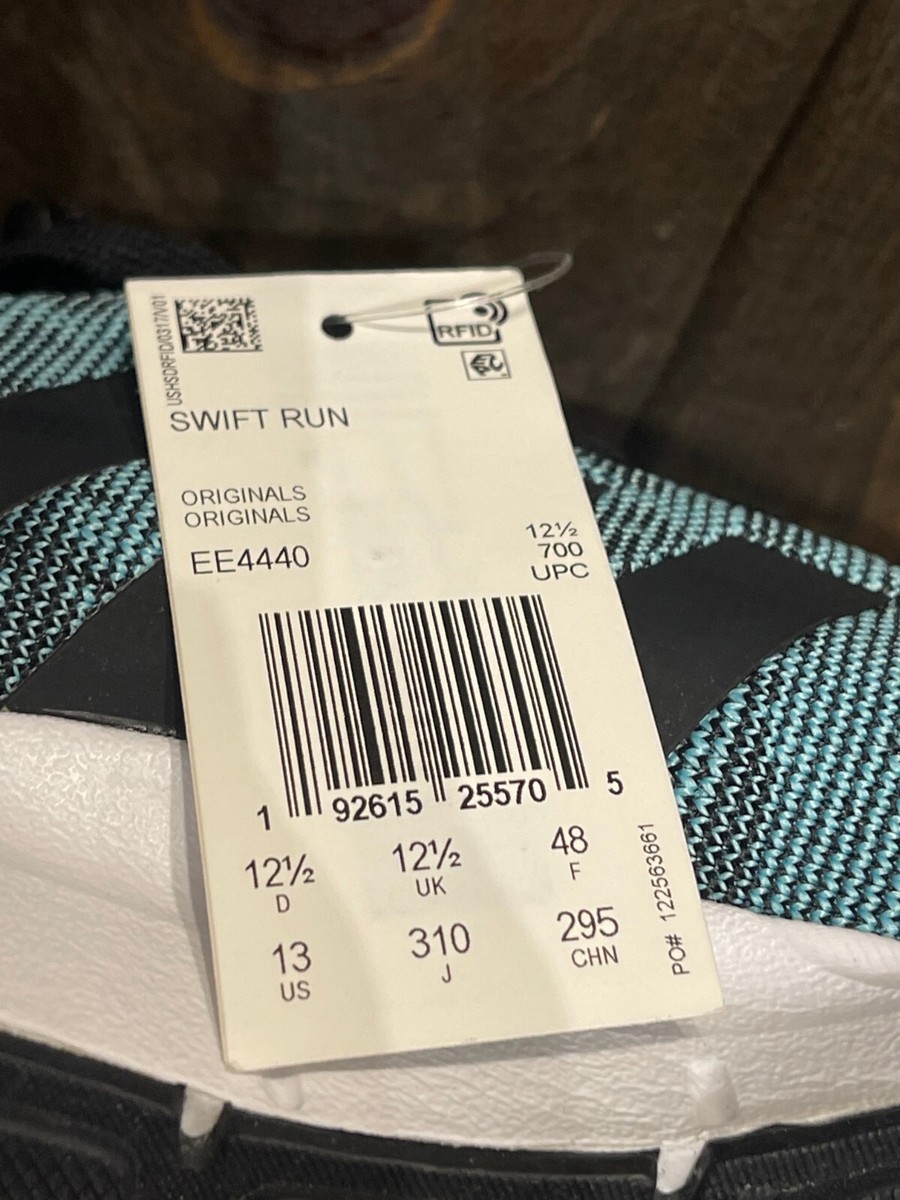 USHSDRFID/0317/V01
RFID
SWIFT RUN
ORIGINALS
ORIGINALS
EE4440
12½
700
UPC
1 92615 25570 5
12½ 12½ 48
D UK F
13 310 295
US J CHN
PO# 122563661